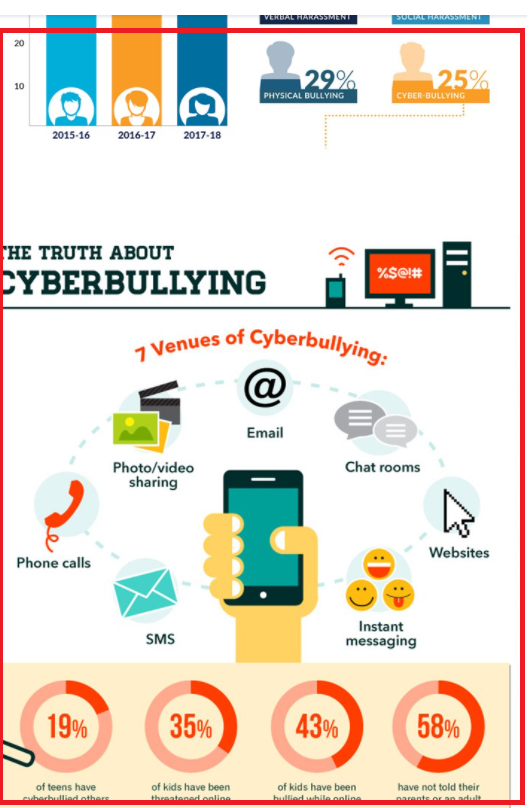 VERBAL HARASSMENT
SOCIAL HARASSMENT
20
10
29%
PHYSICAL BULLYING
25%
CYBER-BULLYING
2015-16
2016-17
2017-18
THE TRUTH ABOUT
CYBERBULLYING
%$@!#
7 Venues of Cyberbullying:
@
Email
Photo/video
sharing
Chat rooms
Phone calls
Websites
SMS
Instant
messaging
19%
35%
43%
58%
of teens have
cyberbullied others
of kids have been
threatened online
of kids have been
bullied while online
have not told their
parents or an adult